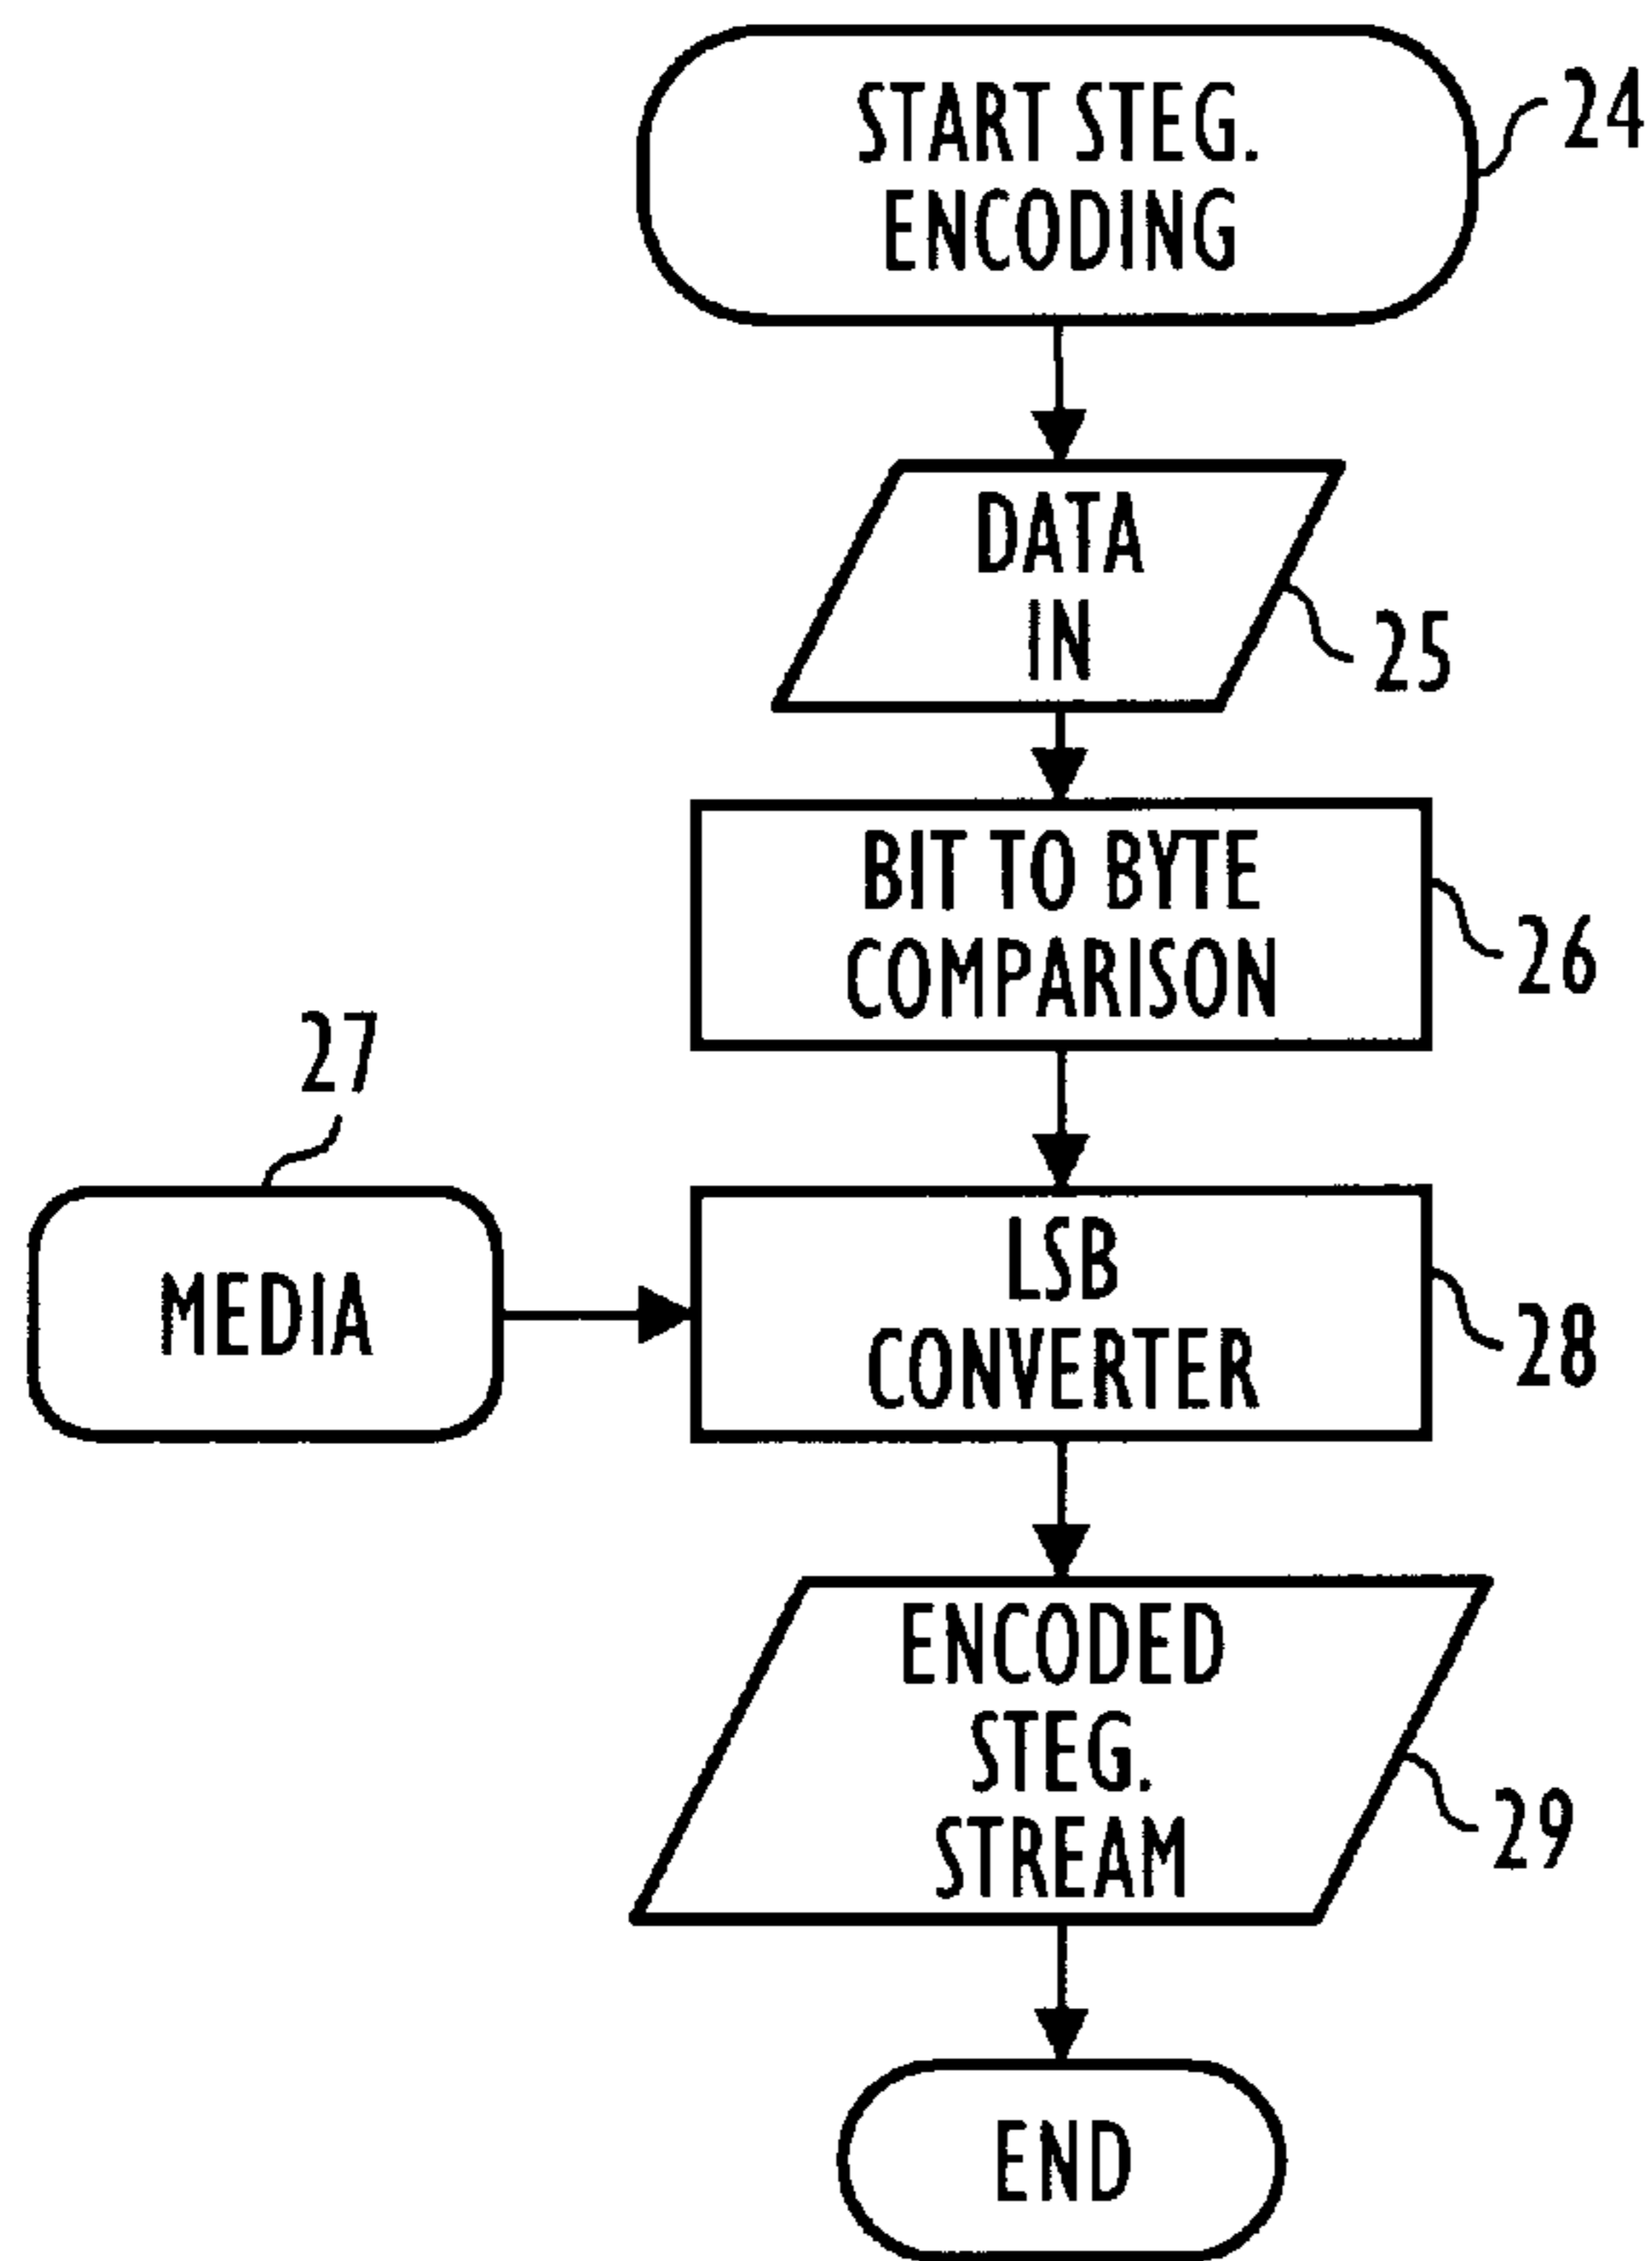 START STEG.
ENCODING
24
DATA
IN
25
BIT TO BYTE
COMPARISON
26
27
MEDIA
LSB
CONVERTER
28
ENCODED
STEG.
STREAM
29
END